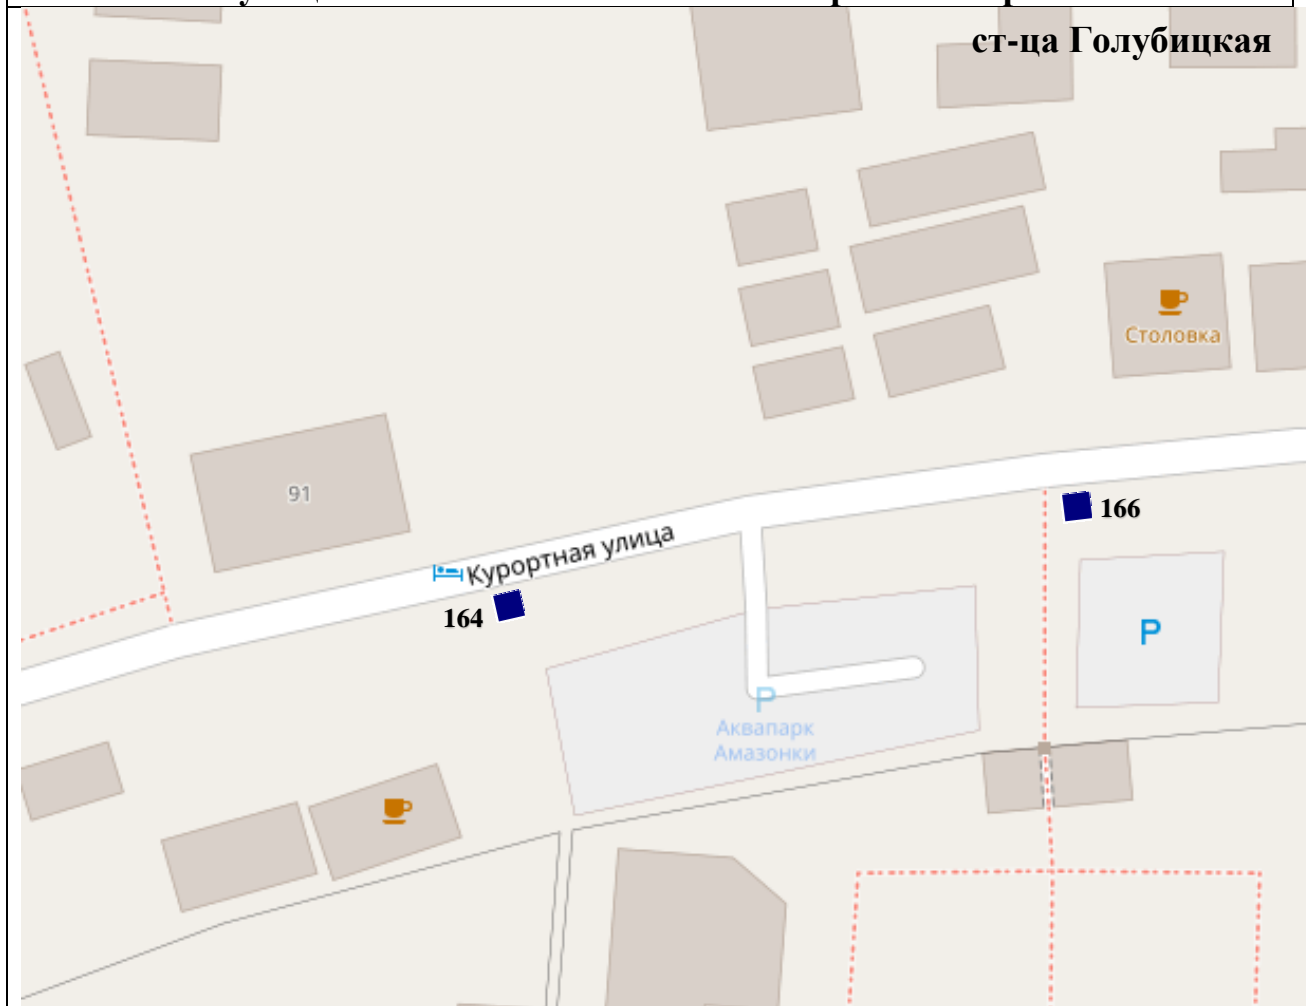 ст-ца Голубицкая
Столовка
91
166
Курортная улица
164
P
P
Аквапарк
Амазонки